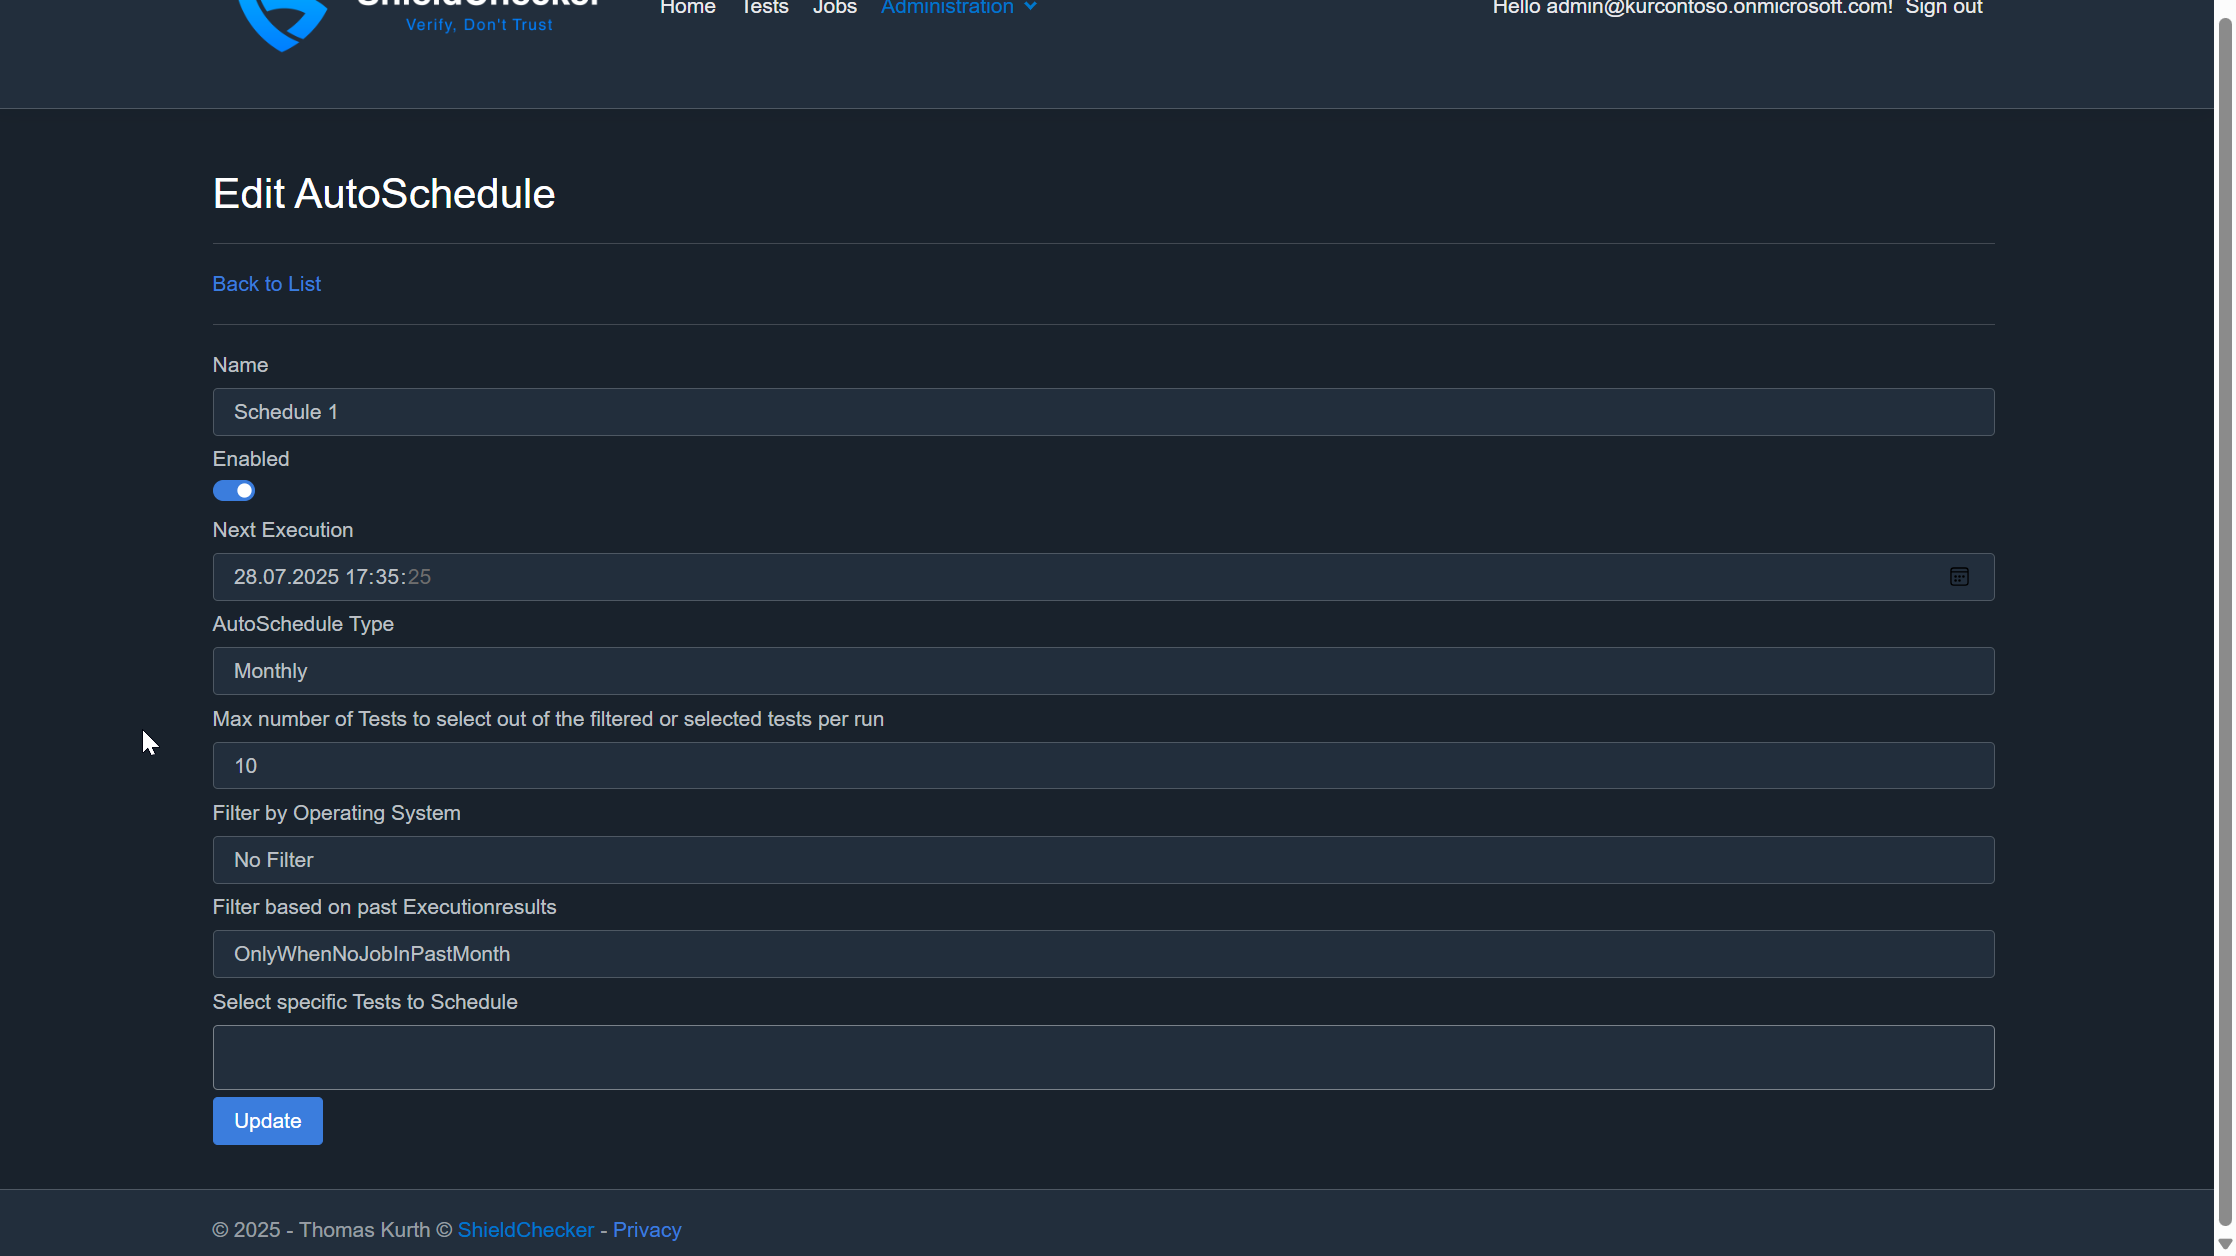 ShieldChecker
Verify, Don't Trust
Home Tests Jobs Administration
Hello admin@kurcontoso.onmicrosoft.com! Sign out
Edit AutoSchedule
Back to List
Name
Schedule 1
Enabled
Next Execution
28.07.2025 17:35:25
AutoSchedule Type
Monthly
Max number of Tests to select out of the filtered or selected tests per run
10
Filter by Operating System
No Filter
Filter based on past Executionresults
OnlyWhenNoJobInPastMonth
Select specific Tests to Schedule
Update
© 2025 - Thomas Kurth © ShieldChecker - Privacy